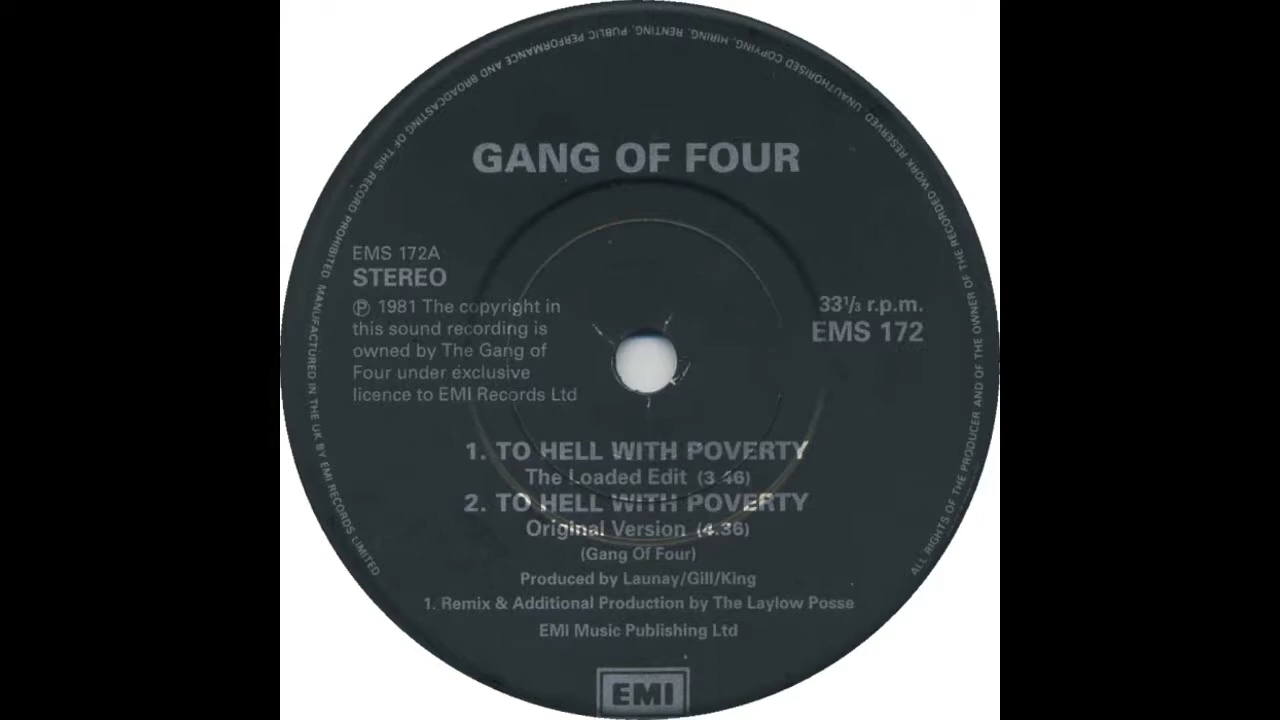 GANG OF FOUR
EMS 172A
STEREO
Ⓟ 1981 The copyright in
this sound recording is
owned by The Gang of
Four under exclusive
licence to EMI Records Ltd
33⅓ r.p.m.
EMS 172
1. TO HELL WITH POVERTY
The Loaded Edit (3.46)
2. TO HELL WITH POVERTY
Original Version (4.36)
(Gang Of Four)
Produced by Launay/Gill/King
1. Remix & Additional Production by The Laylow Posse
EMI Music Publishing Ltd
EMI
ALL RIGHTS OF THE PRODUCER AND OF THE OWNER OF THE RECORDED WORK RESERVED. UNAUTHORISED COPYING, HIRING, RENTING, PUBLIC PERFORMANCE AND BROADCASTING OF THIS RECORD PROHIBITED. MANUFACTURED IN THE UK BY EMI RECORDS LIMITED